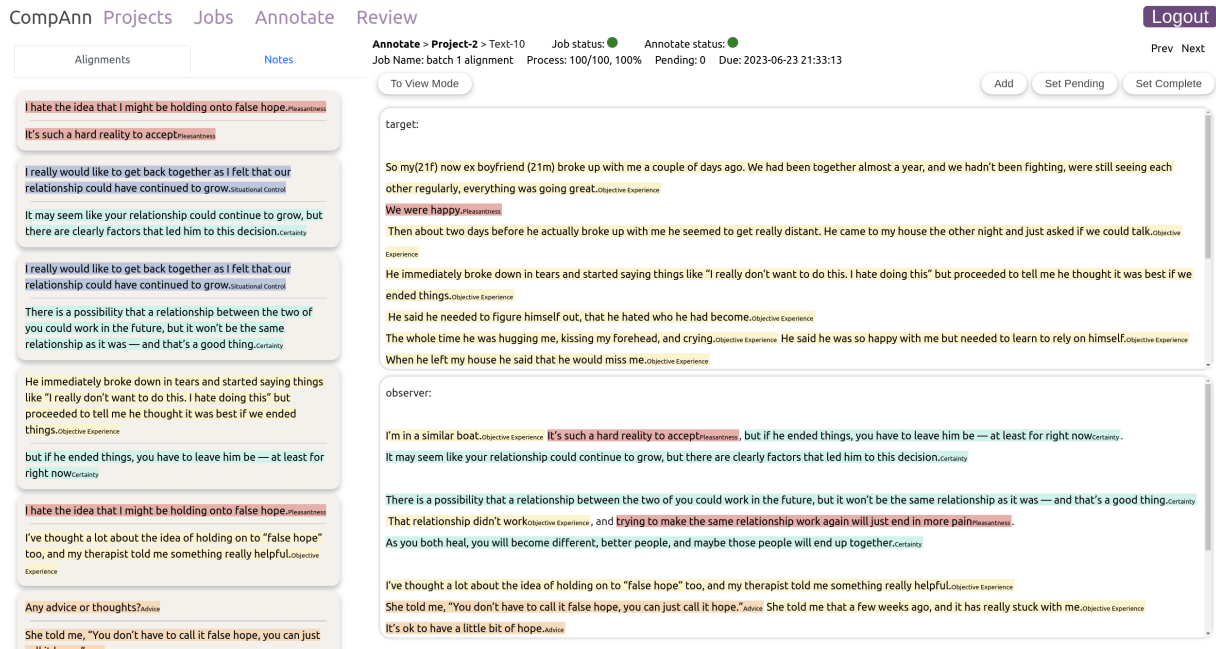 CompAnn Projects Jobs Annotate Review Logout
Alignments Notes
Annotate > Project-2 > Text-10 Job status: Annotate status:
Job Name: batch 1 alignment Process: 100/100, 100% Pending: 0 Due: 2023-06-23 21:33:13
Prev Next
To View Mode Add Set Pending Set Complete
I hate the idea that I might be holding onto false hope.Pleasantness
It's such a hard reality to acceptPleasantness
I really would like to get back together as I felt that our
relationship could have continued to grow.Situational Control
It may seem like your relationship could continue to grow, but
there are clearly factors that led him to this decision.Certainty
I really would like to get back together as I felt that our
relationship could have continued to grow.Situational Control
There is a possibility that a relationship between the two of
you could work in the future, but it won't be the same
relationship as it was — and that's a good thing.Certainty
He immediately broke down in tears and started saying things
like “I really don't want to do this. I hate doing this” but
proceeded to tell me he thought it was best if we ended
things.Objective Experience
but if he ended things, you have to leave him be — at least for
right nowCertainty
I hate the idea that I might be holding onto false hope.Pleasantness
I've thought a lot about the idea of holding on to “false hope”
too, and my therapist told me something really helpful.Objective
Experience
Any advice or thoughts?Advice
She told me, “You don't have to call it false hope, you can just
target:
So my(21f) now ex boyfriend (21m) broke up with me a couple of days ago. We had been together almost a year, and we hadn't been fighting, were still seeing each
other regularly, everything was going great.Objective Experience
We were happy.Pleasantness
Then about two days before he actually broke up with me he seemed to get really distant. He came to my house the other night and just asked if we could talk.Objective
Experience
He immediately broke down in tears and started saying things like “I really don't want to do this. I hate doing this” but proceeded to tell me he thought it was best if we
ended things.Objective Experience
He said he needed to figure himself out, that he hated who he had become.Objective Experience
The whole time he was hugging me, kissing my forehead, and crying.Objective Experience He said he was so happy with me but needed to learn to rely on himself.Objective Experience
When he left my house he said that he would miss me.Objective Experience
observer:
I'm in a similar boat.Objective Experience It's such a hard reality to acceptPleasantness , but if he ended things, you have to leave him be — at least for right nowCertainty .
It may seem like your relationship could continue to grow, but there are clearly factors that led him to this decision.Certainty
There is a possibility that a relationship between the two of you could work in the future, but it won't be the same relationship as it was — and that's a good thing.Certainty
That relationship didn't workObjective Experience , and trying to make the same relationship work again will just end in more painPleasantness .
As you both heal, you will become different, better people, and maybe those people will end up together.Certainty
I've thought a lot about the idea of holding on to “false hope” too, and my therapist told me something really helpful.Objective Experience
She told me, “You don't have to call it false hope, you can just call it hope.”Advice She told me that a few weeks ago, and it has really stuck with me.Objective Experience
It's ok to have a little bit of hope.Advice